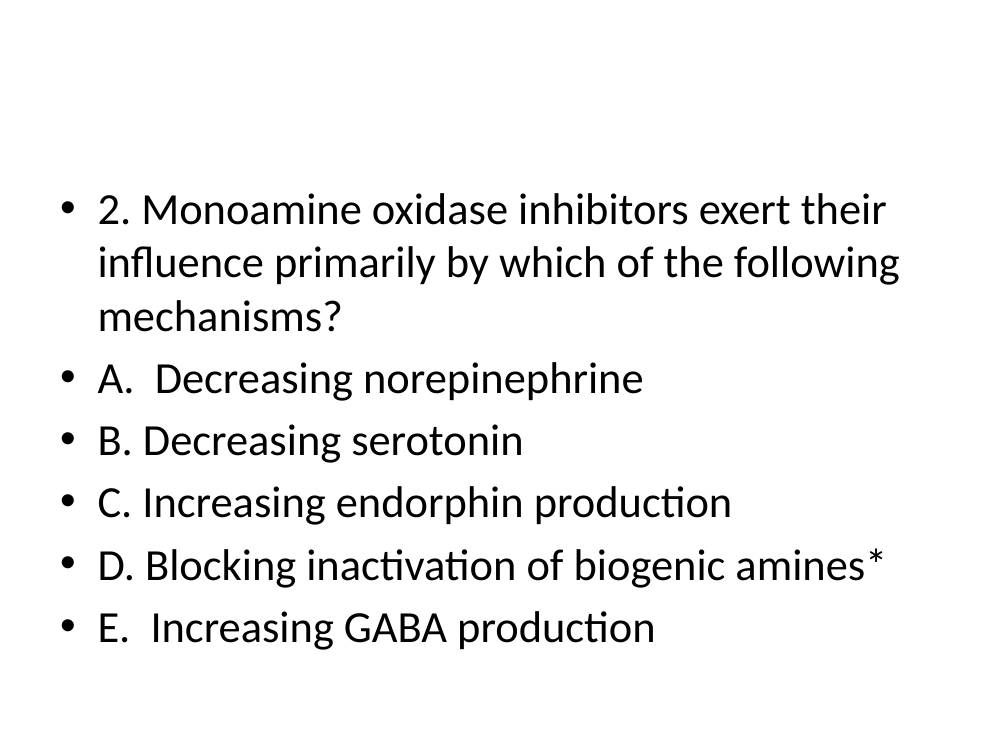 • 2. Monoamine oxidase inhibitors exert their
influence primarily by which of the following
mechanisms?
• A.  Decreasing norepinephrine
• B. Decreasing serotonin
• C. Increasing endorphin production
• D. Blocking inactivation of biogenic amines*
• E.  Increasing GABA production